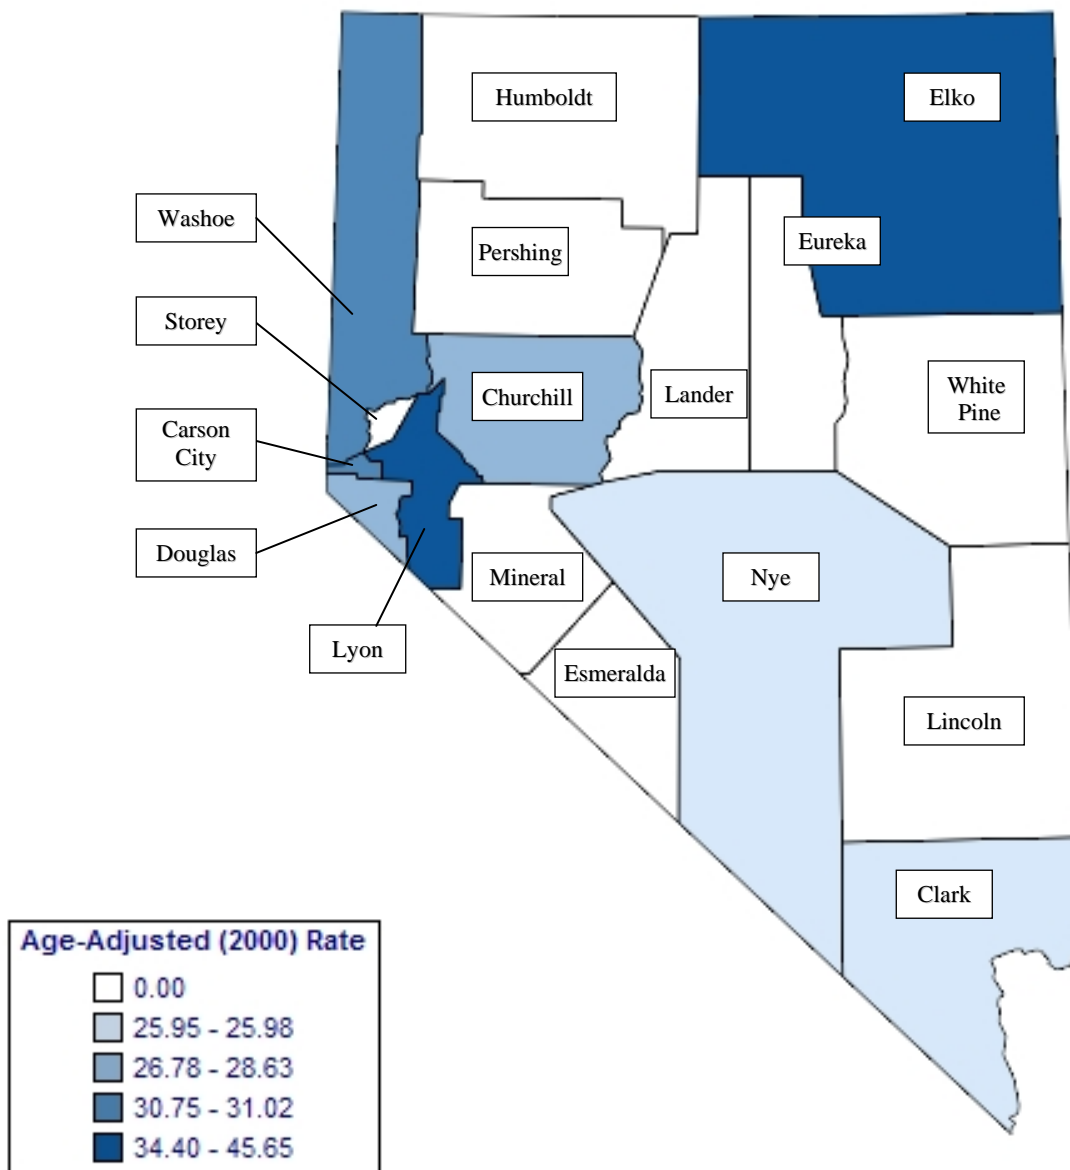 Humboldt
Elko
Washoe
Pershing
Eureka
Storey
Churchill
Lander
White
Pine
Carson
City
Douglas
Mineral
Nye
Lyon
Esmeralda
Lincoln
Clark
Age-Adjusted (2000) Rate
0.00
25.95 - 25.98
26.78 - 28.63
30.75 - 31.02
34.40 - 45.65